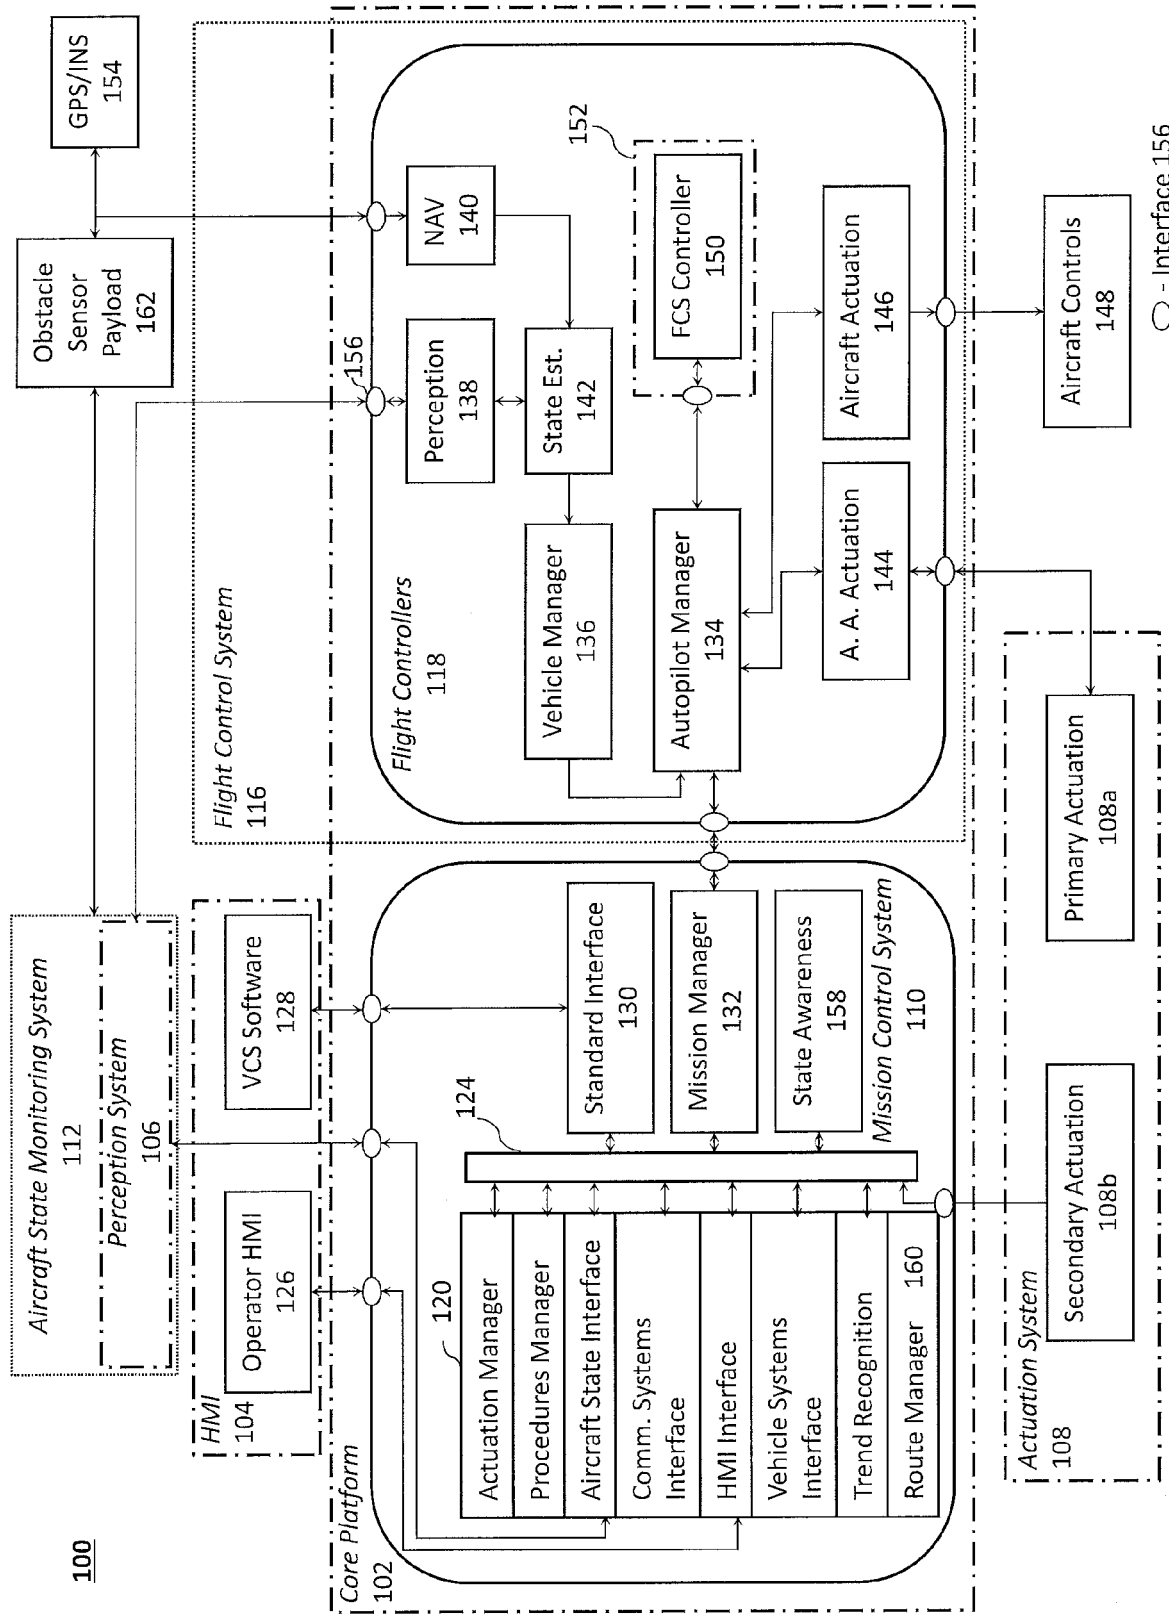 100
Aircraft State Monitoring System
112
Perception System
106
Obstacle
Sensor
Payload
162
GPS/INS
154
HMI
104
Operator HMI
126
VCS Software
128
Flight Control System
116
Core Platform
102
120
Actuation Manager
Procedures Manager
Aircraft State Interface
Comm. Systems
Interface
HMI Interface
Vehicle Systems
Interface
Trend Recognition
Route Manager 160
124
Standard Interface
130
Mission Manager
132
State Awareness
158
Mission Control System
110
Flight Controllers
118
156
Perception
138
NAV
140
State Est.
142
Vehicle Manager
136
Autopilot Manager
134
152
FCS Controller
150
A. A. Actuation
144
Aircraft Actuation
146
Actuation System
108
Secondary Actuation
108b
Primary Actuation
108a
Aircraft Controls
148
- Interface 156